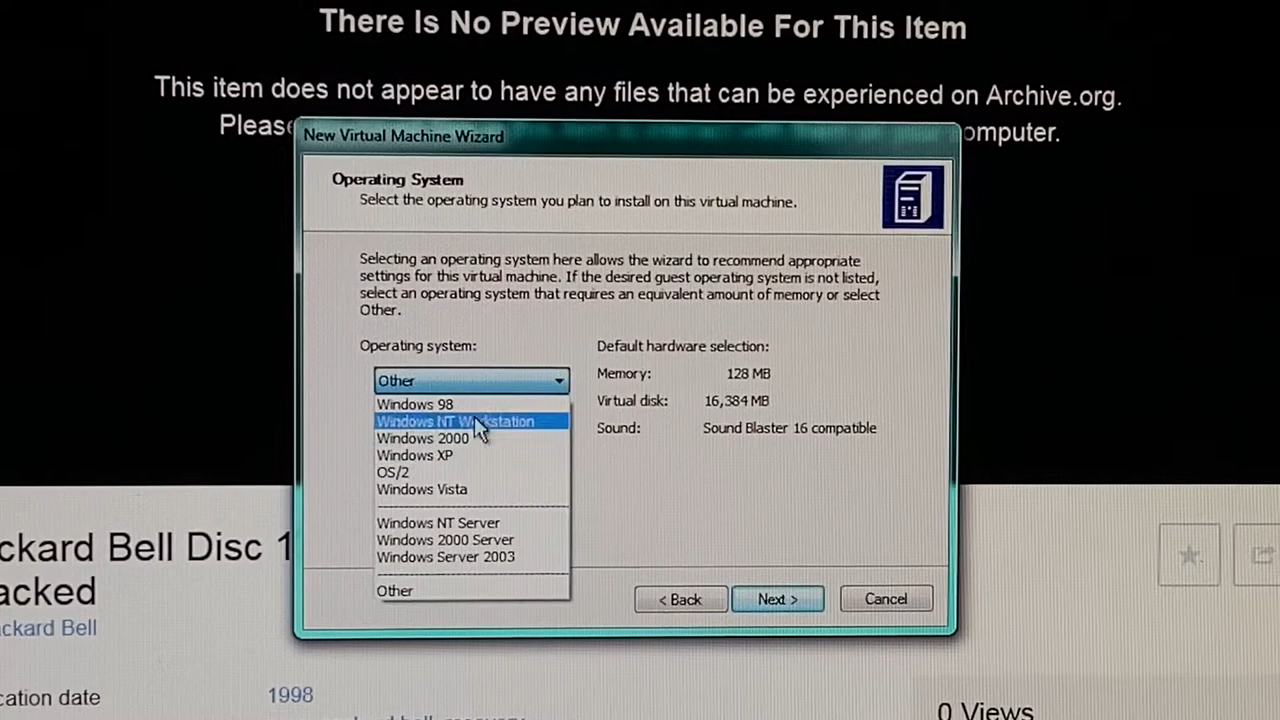 There Is No Preview Available For This Item
This item does not appear to have any files that can be experienced on Archive.org.
Pleas omputer.
New Virtual Machine Wizard
Operating System
Select the operating system you plan to install on this virtual machine.
Selecting an operating system here allows the wizard to recommend appropriate
settings for this virtual machine. If the desired guest operating system is not listed,
select an operating system that requires an equivalent amount of memory or select
Other.
Operating system:
Other
Windows 98
Windows NT Workstation
Windows 2000
Windows XP
OS/2
Windows Vista
Windows NT Server
Windows 2000 Server
Windows Server 2003
Other
Default hardware selection:
Memory: 128 MB
Virtual disk: 16,384 MB
Sound: Sound Blaster 16 compatible
< Back Next > Cancel
ckard Bell Disc 1
acked
ckard Bell
cation date 1998
0 Views